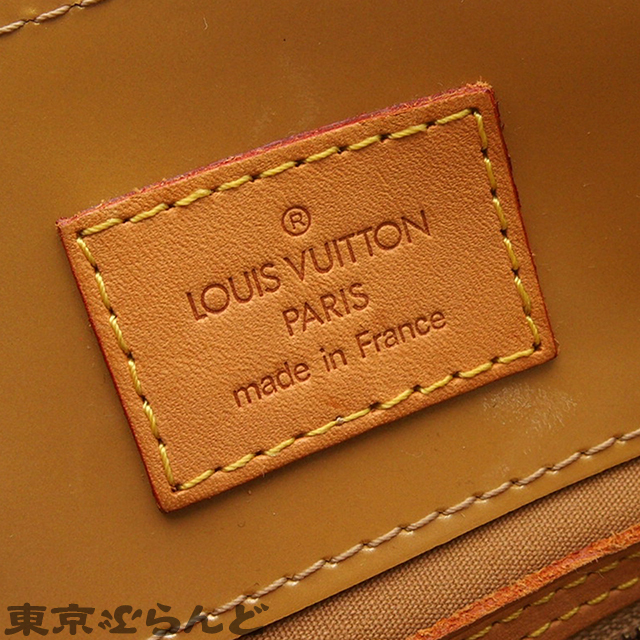 ®
LOUIS VUITTON
PARIS
made in France
東京ぶらんど